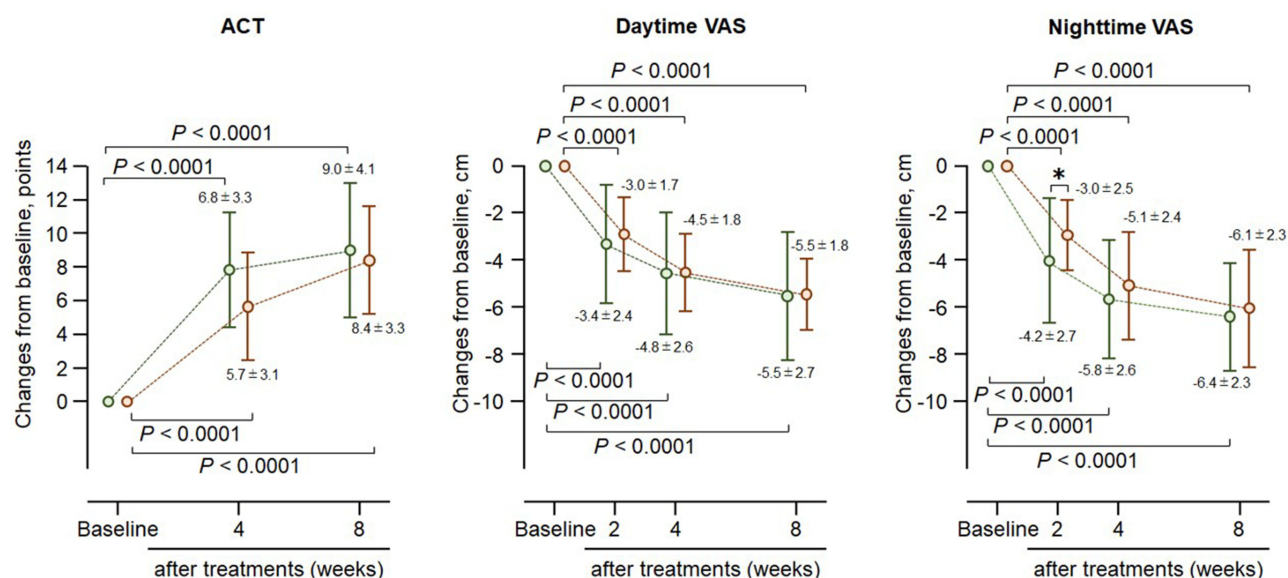 ACT
Changes from baseline, points
P < 0.0001
P < 0.0001
14
12
10
8
6
4
2
0
6.8 ± 3.3
9.0 ± 4.1
5.7 ± 3.1
8.4 ± 3.3
P < 0.0001
P < 0.0001
Baseline 4 8
after treatments (weeks)
Daytime VAS
Changes from baseline, cm
P < 0.0001
P < 0.0001
P < 0.0001
0
-2
-4
-6
-8
-10
-3.0 ± 1.7
-4.5 ± 1.8
-5.5 ± 1.8
-3.4 ± 2.4
-4.8 ± 2.6
-5.5 ± 2.7
P < 0.0001
P < 0.0001
P < 0.0001
Baseline 2 4 8
after treatments (weeks)
Nighttime VAS
Changes from baseline, cm
P < 0.0001
P < 0.0001
P < 0.0001
0
-2
-4
-6
-8
-10
*
-3.0 ± 2.5
-5.1 ± 2.4
-6.1 ± 2.3
-4.2 ± 2.7
-5.8 ± 2.6
-6.4 ± 2.3
P < 0.0001
P < 0.0001
P < 0.0001
Baseline 2 4 8
after treatments (weeks)